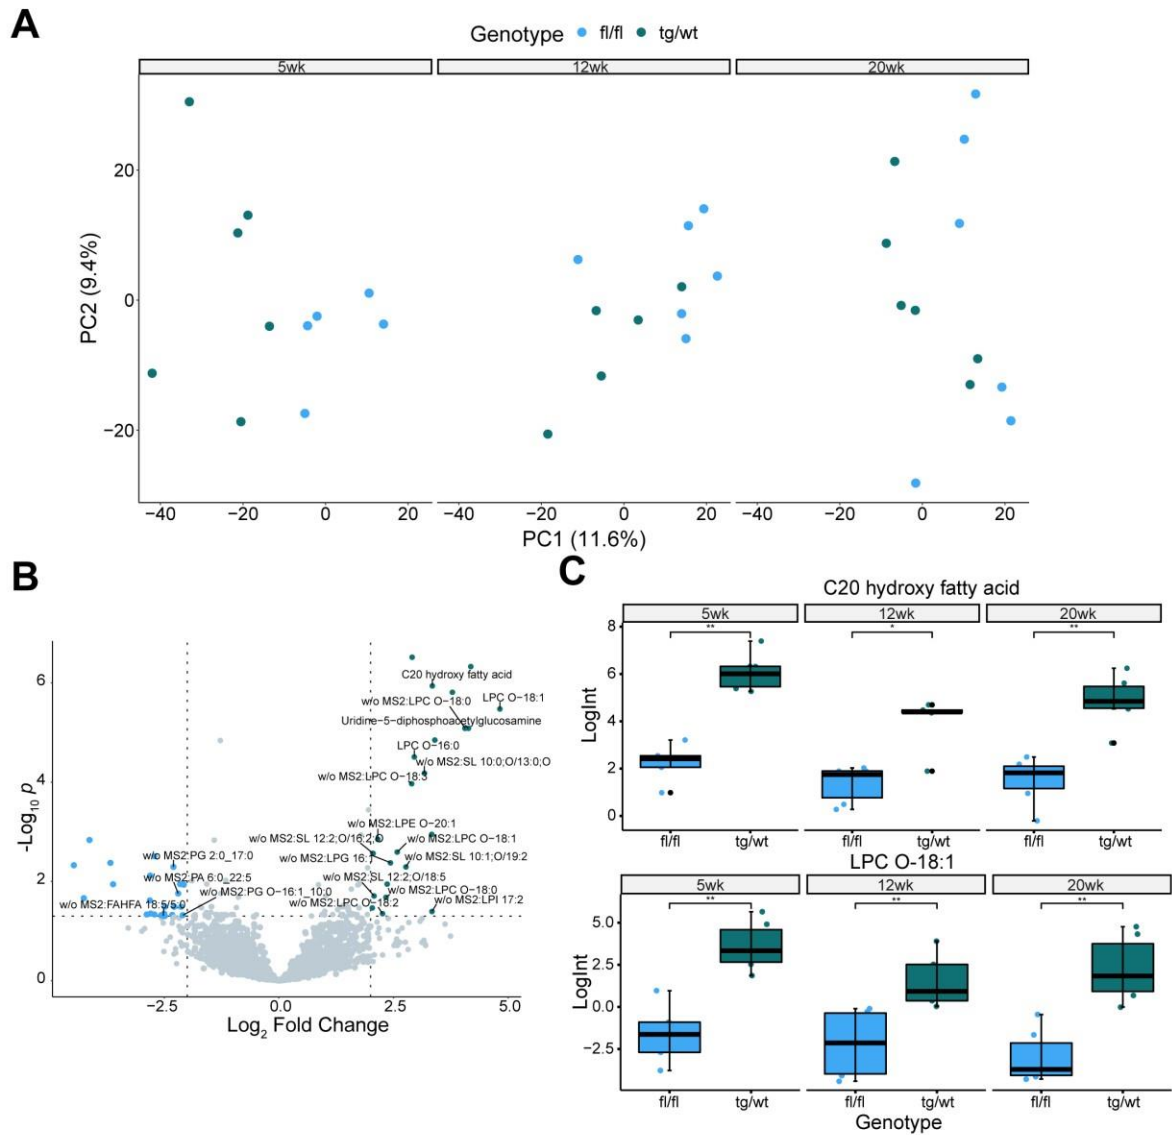 A
Genotype fl/fl tg/wt
5wk 12wk 20wk
20
0
−20
PC2 (9.4%)
−40 −20 0 20 −40 −20 0 20 −40 −20 0 20
PC1 (11.6%)
B
6
4
2
0
-Log10 p
C20 hydroxy fatty acid
w/o MS2:LPC O−18:0
LPC O−18:1
Uridine−5−diphosphoacetylglucosamine
LPC O−16:0
w/o MS2:SL 10:0;O/13:0;O
w/o MS2:LPC O−18:3
w/o MS2:LPE O−20:1
w/o MS2:SL 12:2;O/16:2;O
w/o MS2:LPC O−18:1
w/o MS2:PG 2:0_17:0
w/o MS2:LPG 16:1
w/o MS2:SL 10:1;O/19:2
w/o MS2:PA 6:0_22:5
w/o MS2:SL 12:2;O/18:5
w/o MS2:PG O−16:1_10:0
w/o MS2:LPC O−18:0
w/o MS2:FAHFA 18:5/5:0
w/o MS2:LPC O−18:2
w/o MS2:LPI 17:2
−2.5 0.0 2.5 5.0
Log2 Fold Change
C
C20 hydroxy fatty acid
5wk 12wk 20wk
** * **
8
6
4
2
0
LogInt
fl/fl tg/wt fl/fl tg/wt fl/fl tg/wt
LPC O-18:1
5wk 12wk 20wk
** ** **
5.0
2.5
0.0
−2.5
LogInt
fl/fl tg/wt fl/fl tg/wt fl/fl tg/wt
Genotype